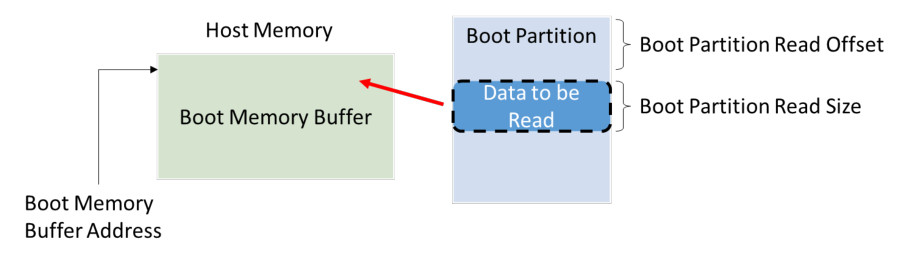 Host Memory
Boot Partition
Boot Partition Read Offset
Data to be
Read
Boot Partition Read Size
Boot Memory Buffer
Boot Memory
Buffer Address